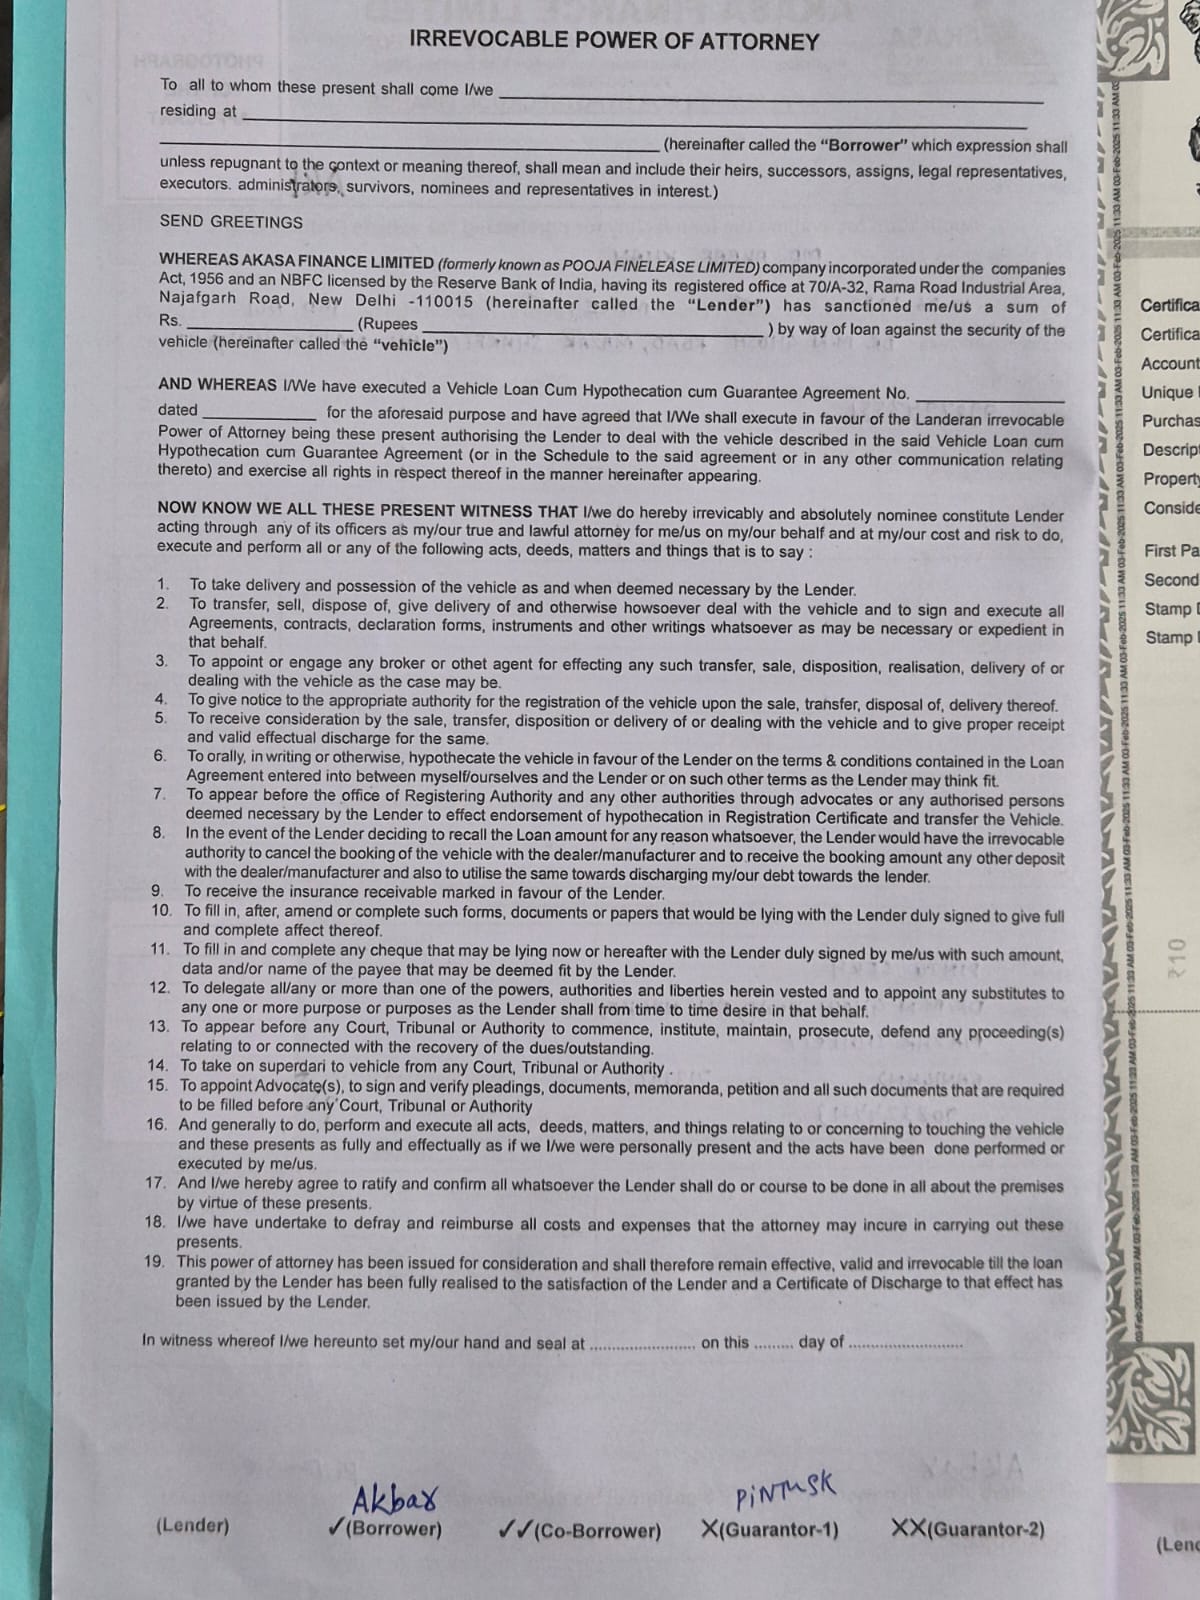 IRREVOCABLE POWER OF ATTORNEY
To all to whom these present shall come I/we
residing at
(hereinafter called the “Borrower” which expression shall
unless repugnant to the context or meaning thereof, shall mean and include their heirs, successors, assigns, legal representatives,
executors. administrators, survivors, nominees and representatives in interest.)
SEND GREETINGS
WHEREAS AKASA FINANCE LIMITED (formerly known as POOJA FINELEASE LIMITED) company incorporated under the companies
Act, 1956 and an NBFC licensed by the Reserve Bank of India, having its registered office at 70/A-32, Rama Road Industrial Area,
Najafgarh Road, New Delhi -110015 (hereinafter called the “Lender”) has sanctioned me/us a sum of
Rs. (Rupees ) by way of loan against the security of the
vehicle (hereinafter called the “vehicle”)
AND WHEREAS I/We have executed a Vehicle Loan Cum Hypothecation cum Guarantee Agreement No.
dated for the aforesaid purpose and have agreed that I/We shall execute in favour of the Landeran irrevocable
Power of Attorney being these present authorising the Lender to deal with the vehicle described in the said Vehicle Loan cum
Hypothecation cum Guarantee Agreement (or in the Schedule to the said agreement or in any other communication relating
thereto) and exercise all rights in respect thereof in the manner hereinafter appearing.
NOW KNOW WE ALL THESE PRESENT WITNESS THAT I/we do hereby irrevicably and absolutely nominee constitute Lender
acting through any of its officers as my/our true and lawful attorney for me/us on my/our behalf and at my/our cost and risk to do,
execute and perform all or any of the following acts, deeds, matters and things that is to say :
1. To take delivery and possession of the vehicle as and when deemed necessary by the Lender.
2. To transfer, sell, dispose of, give delivery of and otherwise howsoever deal with the vehicle and to sign and execute all
Agreements, contracts, declaration forms, instruments and other writings whatsoever as may be necessary or expedient in
that behalf.
3. To appoint or engage any broker or othet agent for effecting any such transfer, sale, disposition, realisation, delivery of or
dealing with the vehicle as the case may be.
4. To give notice to the appropriate authority for the registration of the vehicle upon the sale, transfer, disposal of, delivery thereof.
5. To receive consideration by the sale, transfer, disposition or delivery of or dealing with the vehicle and to give proper receipt
and valid effectual discharge for the same.
6. To orally, in writing or otherwise, hypothecate the vehicle in favour of the Lender on the terms & conditions contained in the Loan
Agreement entered into between myself/ourselves and the Lender or on such other terms as the Lender may think fit.
7. To appear before the office of Registering Authority and any other authorities through advocates or any authorised persons
deemed necessary by the Lender to effect endorsement of hypothecation in Registration Certificate and transfer the Vehicle.
8. In the event of the Lender deciding to recall the Loan amount for any reason whatsoever, the Lender would have the irrevocable
authority to cancel the booking of the vehicle with the dealer/manufacturer and to receive the booking amount any other deposit
with the dealer/manufacturer and also to utilise the same towards discharging my/our debt towards the lender.
9. To receive the insurance receivable marked in favour of the Lender.
10. To fill in, after, amend or complete such forms, documents or papers that would be lying with the Lender duly signed to give full
and complete affect thereof.
11. To fill in and complete any cheque that may be lying now or hereafter with the Lender duly signed by me/us with such amount,
data and/or name of the payee that may be deemed fit by the Lender.
12. To delegate all/any or more than one of the powers, authorities and liberties herein vested and to appoint any substitutes to
any one or more purpose or purposes as the Lender shall from time to time desire in that behalf.
13. To appear before any Court, Tribunal or Authority to commence, institute, maintain, prosecute, defend any proceeding(s)
relating to or connected with the recovery of the dues/outstanding.
14. To take on superdari to vehicle from any Court, Tribunal or Authority .
15. To appoint Advocate(s), to sign and verify pleadings, documents, memoranda, petition and all such documents that are required
to be filled before any Court, Tribunal or Authority
16. And generally to do, perform and execute all acts, deeds, matters, and things relating to or concerning to touching the vehicle
and these presents as fully and effectually as if we I/we were personally present and the acts have been done performed or
executed by me/us.
17. And I/we hereby agree to ratify and confirm all whatsoever the Lender shall do or course to be done in all about the premises
by virtue of these presents.
18. I/we have undertake to defray and reimburse all costs and expenses that the attorney may incure in carrying out these
presents.
19. This power of attorney has been issued for consideration and shall therefore remain effective, valid and irrevocable till the loan
granted by the Lender has been fully realised to the satisfaction of the Lender and a Certificate of Discharge to that effect has
been issued by the Lender.
In witness whereof I/we hereunto set my/our hand and seal at ........................ on this ......... day of ..........................
Akbar PiNTuSK
(Lender) ✓(Borrower) ✓✓(Co-Borrower) X(Guarantor-1) XX(Guarantor-2)
Certifica
Certifica
Account
Unique
Purchas
Descrip
Property
Conside
First Pa
Second
Stamp
Stamp
₹10
03-Feb-2025 11:33 AM
(Lend